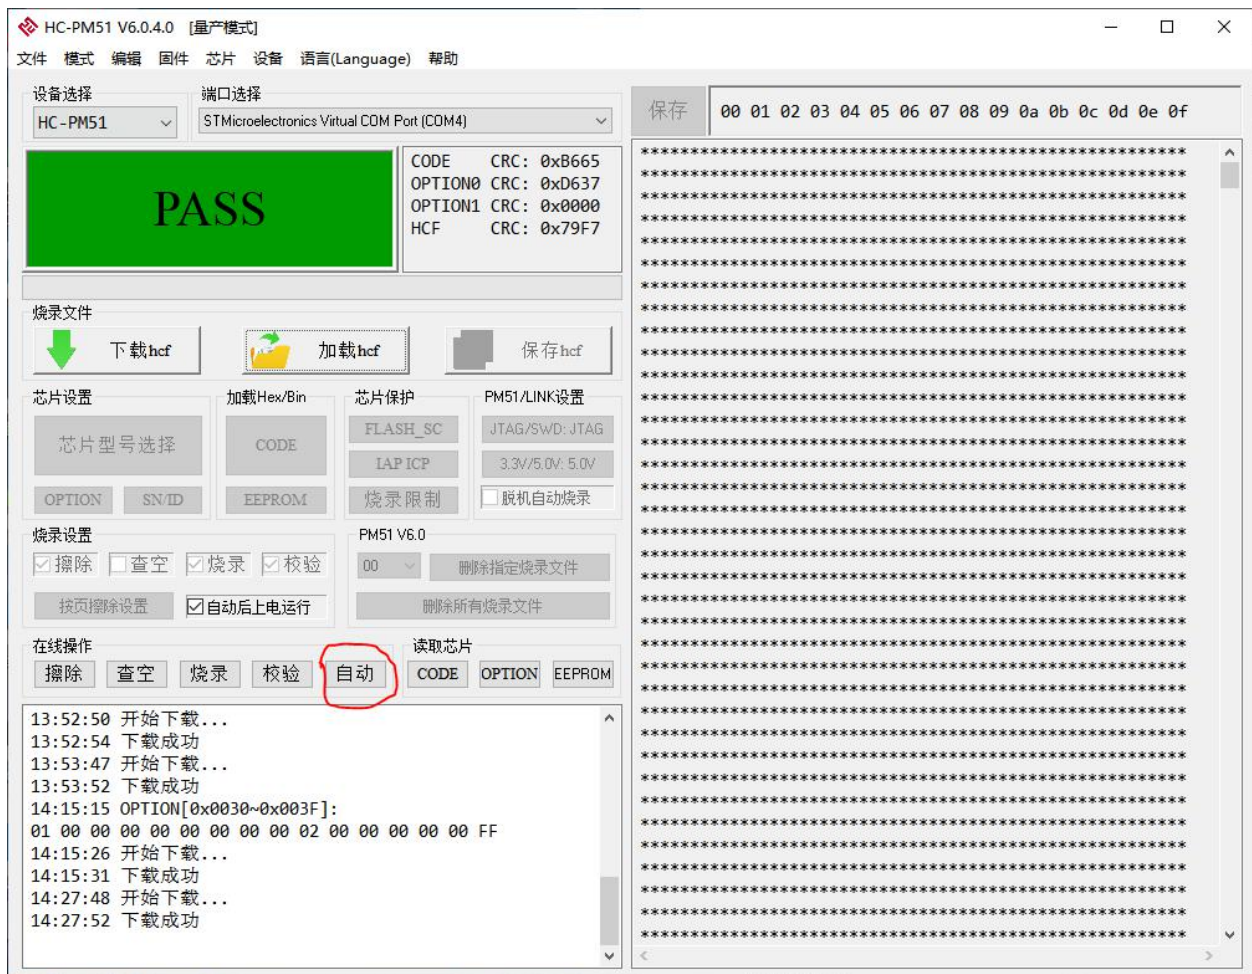 HC-PM51 V6.0.4.0 [量产模式]
文件 模式 编辑 固件 芯片 设备 语言(Language) 帮助
设备选择 端口选择
HC-PM51 STMicroelectronics Virtual COM Port (COM4)
保存 00 01 02 03 04 05 06 07 08 09 0a 0b 0c 0d 0e 0f
PASS
CODE CRC: 0xB665
OPTION0 CRC: 0xD637
OPTION1 CRC: 0x0000
HCF CRC: 0x79F7
烧录文件
下载hcf 加载hcf 保存hcf
芯片设置 加载Hex/Bin 芯片保护 PM51/LINK设置
芯片型号选择 CODE FLASH_SC JTAG/SWD: JTAG
IAP ICP 3.3V/5.0V: 5.0V
OPTION SN/ID EEPROM 烧录限制 脱机自动烧录
烧录设置 PM51 V6.0
擦除 查空 烧录 校验 00 删除指定烧录文件
按页擦除设置 自动后上电运行 删除所有烧录文件
在线操作 读取芯片
擦除 查空 烧录 校验 自动 CODE OPTION EEPROM
13:52:50 开始下载...
13:52:54 下载成功
13:53:47 开始下载...
13:53:52 下载成功
14:15:15 OPTION[0x0030~0x003F]:
01 00 00 00 00 00 00 00 00 02 00 00 00 00 00 FF
14:15:26 开始下载...
14:15:31 下载成功
14:27:48 开始下载...
14:27:52 下载成功